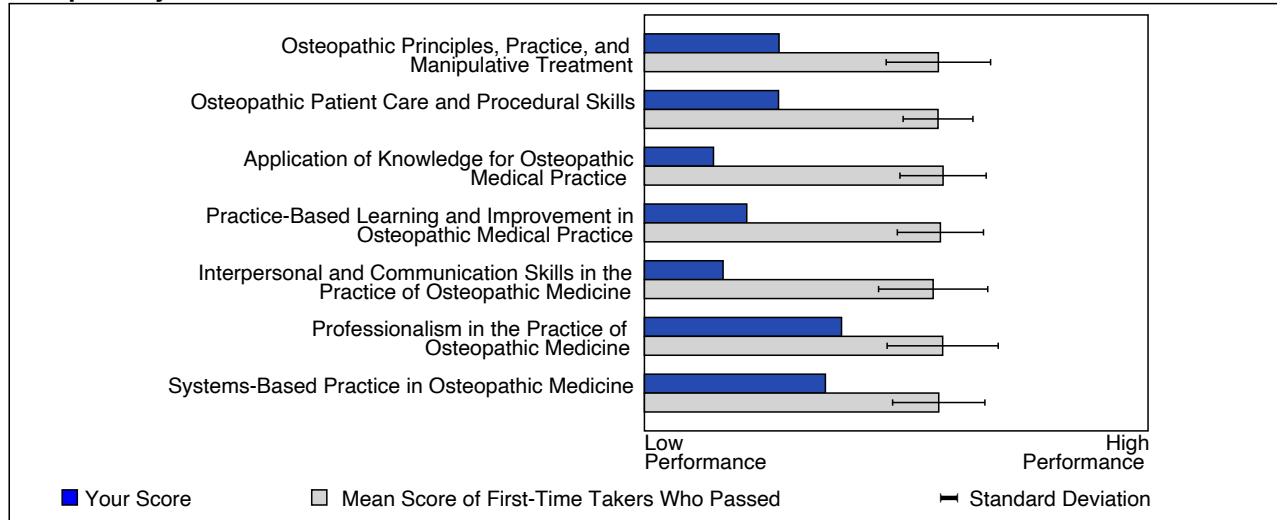 Osteopathic Principles, Practice, and
Manipulative Treatment
Osteopathic Patient Care and Procedural Skills
Application of Knowledge for Osteopathic
Medical Practice
Practice-Based Learning and Improvement in
Osteopathic Medical Practice
Interpersonal and Communication Skills in the
Practice of Osteopathic Medicine
Professionalism in the Practice of
Osteopathic Medicine
Systems-Based Practice in Osteopathic Medicine
Low
Performance
High
Performance
Your Score
Mean Score of First-Time Takers Who Passed
Standard Deviation